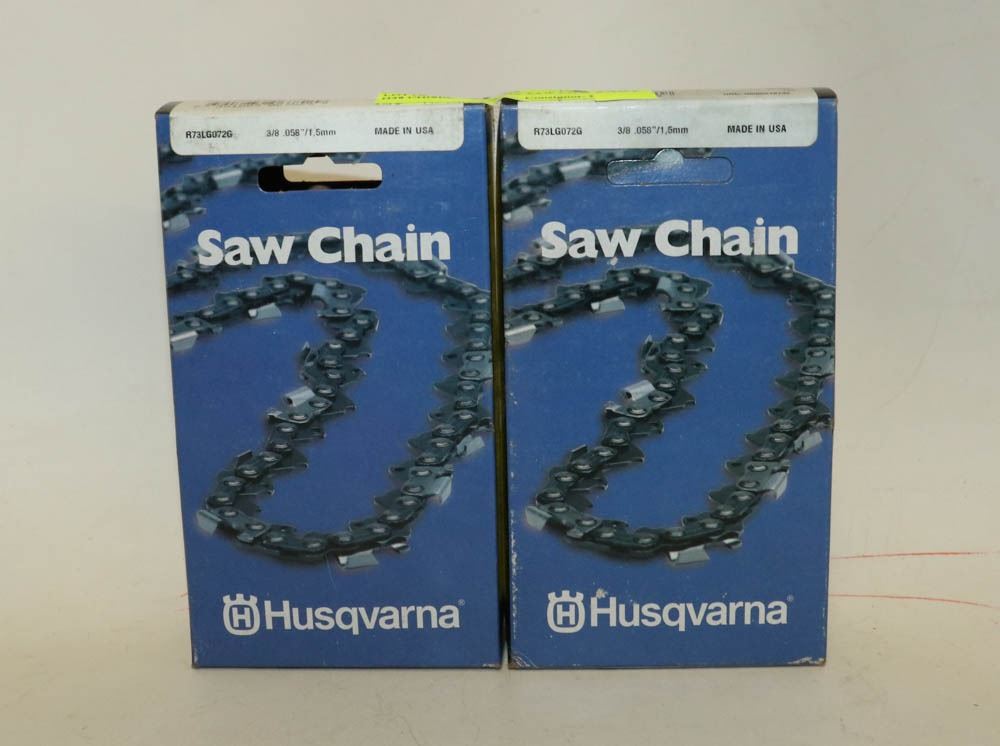 R73LG072G 3/8 .058"/1,5mm MADE IN USA
Saw Chain
Husqvarna®
R73LG072G 3/8 .058"/1,5mm MADE IN USA
Saw Chain
Husqvarna®